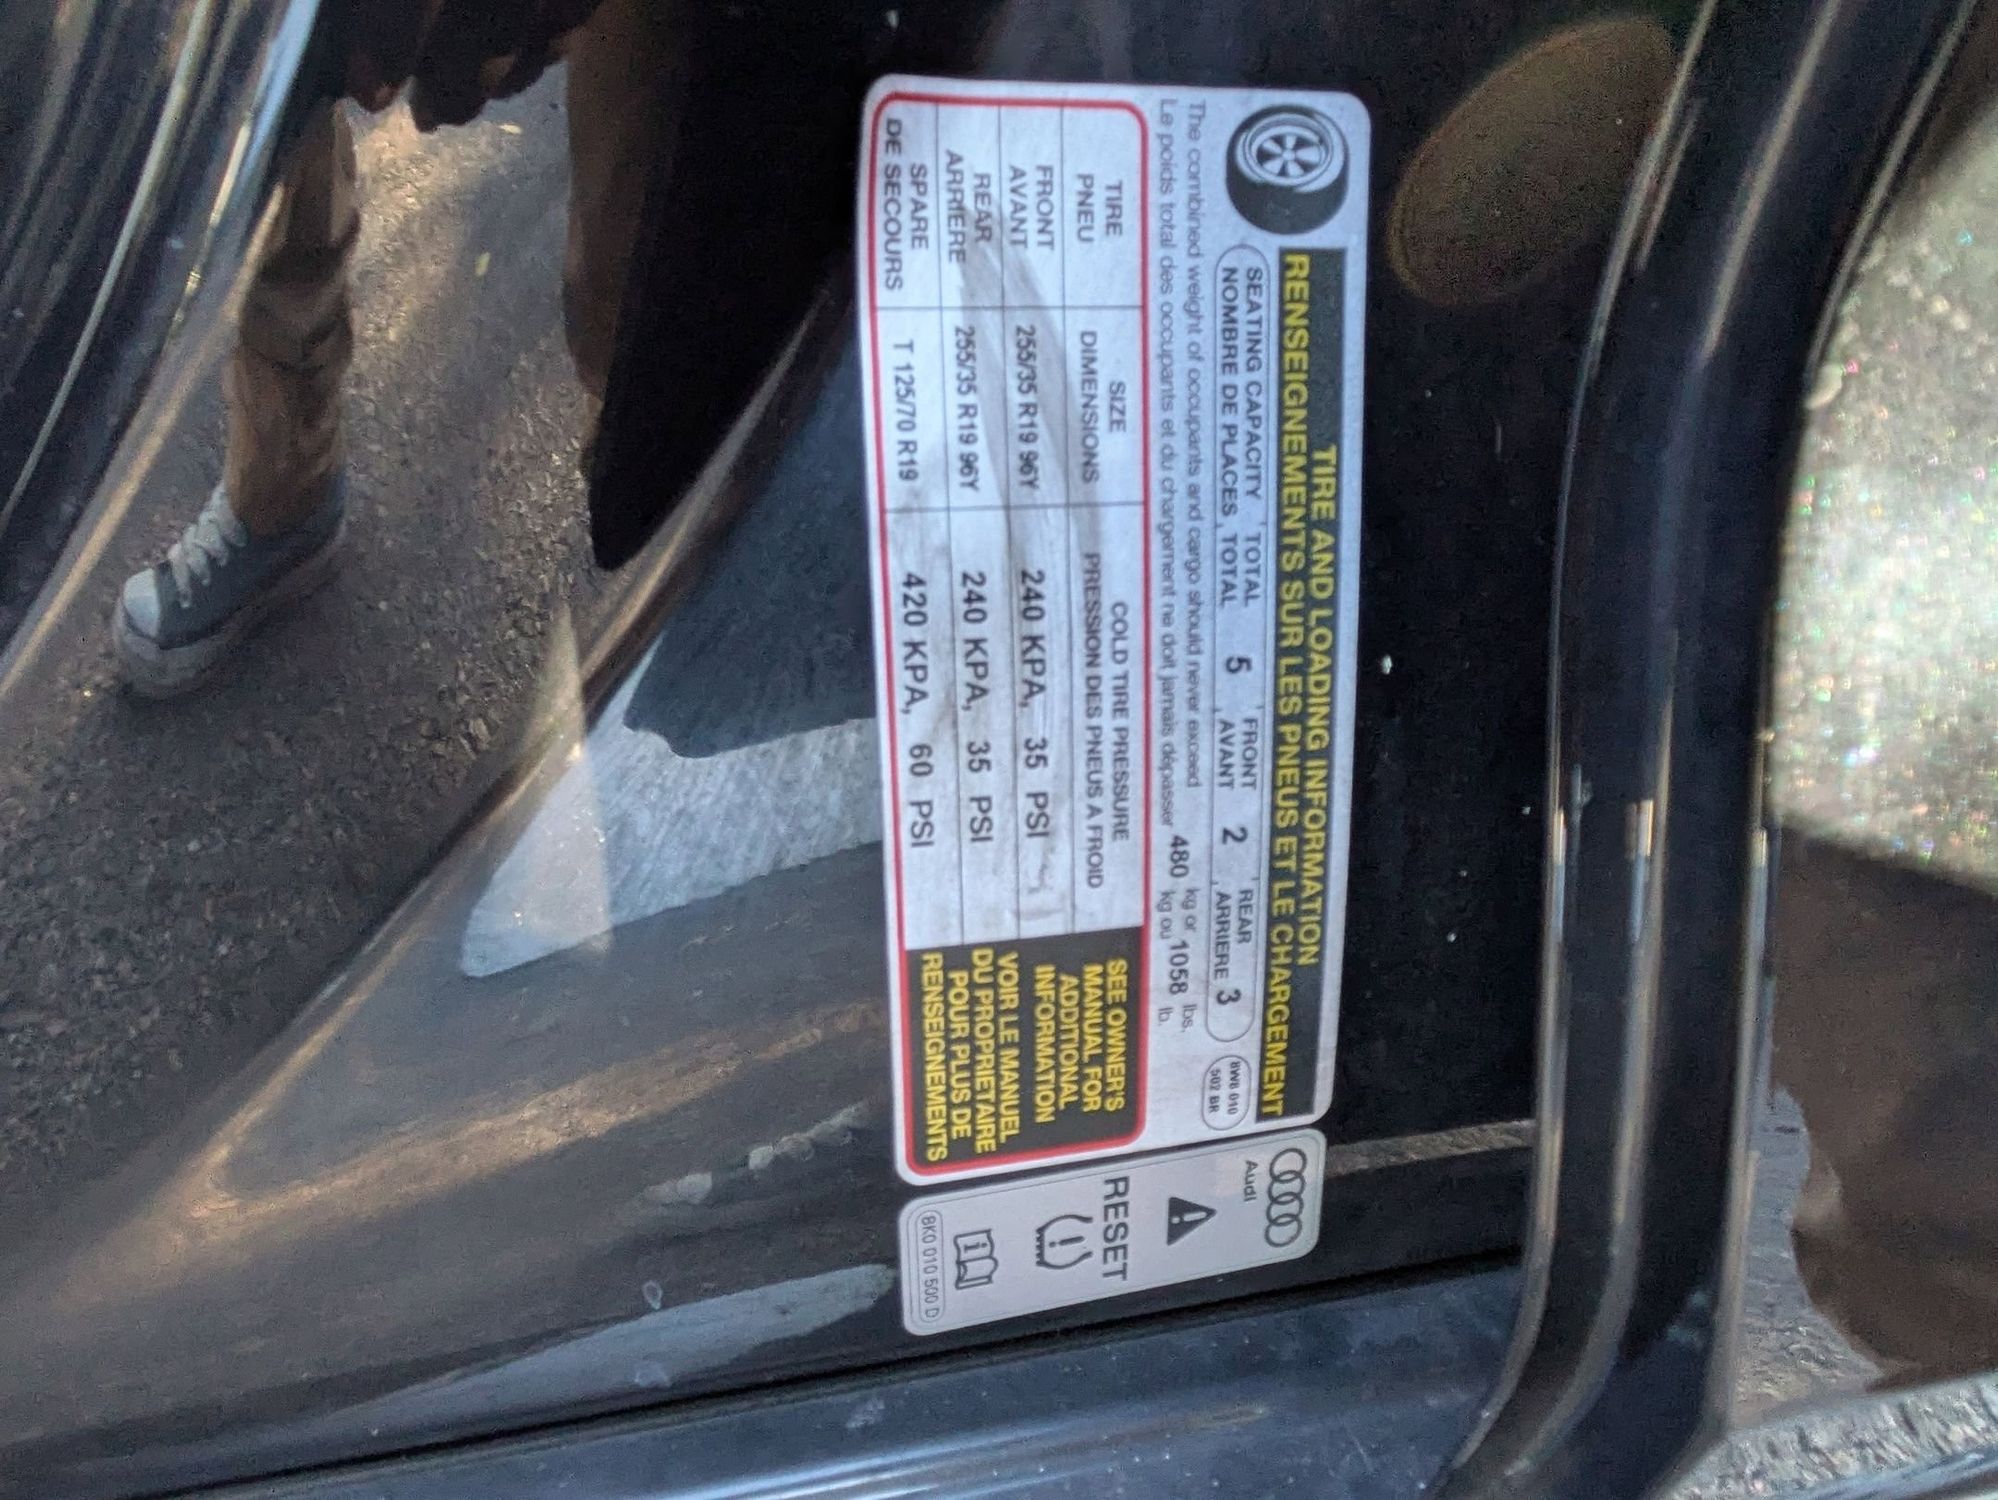 TIRE AND LOADING INFORMATION
RENSEIGNEMENTS SUR LES PNEUS ET LE CHARGEMENT
SEATING CAPACITY TOTAL 5 FRONT 2 REAR 3
NOMBRE DE PLACES TOTAL AVANT ARRIERE
8W8 010
502 BR
The combined weight of occupants and cargo should never exceed 480 kg or 1058 lbs.
Le poids total des occupants et du chargement ne doit jamais dépasser kg ou lb.
TIRE SIZE COLD TIRE PRESSURE
PNEU DIMENSIONS PRESSION DES PNEUS A FROID
FRONT
AVANT 255/35 R19 96Y 240 KPA, 35 PSI
REAR
ARRIERE 255/35 R19 96Y 240 KPA, 35 PSI
SPARE
DE SECOURS T 125/70 R19 420 KPA, 60 PSI
SEE OWNER'S
MANUAL FOR
ADDITIONAL
INFORMATION
VOIR LE MANUEL
DU PROPRIETAIRE
POUR PLUS DE
RENSEIGNEMENTS
Audi
RESET
8K0 010 500 D